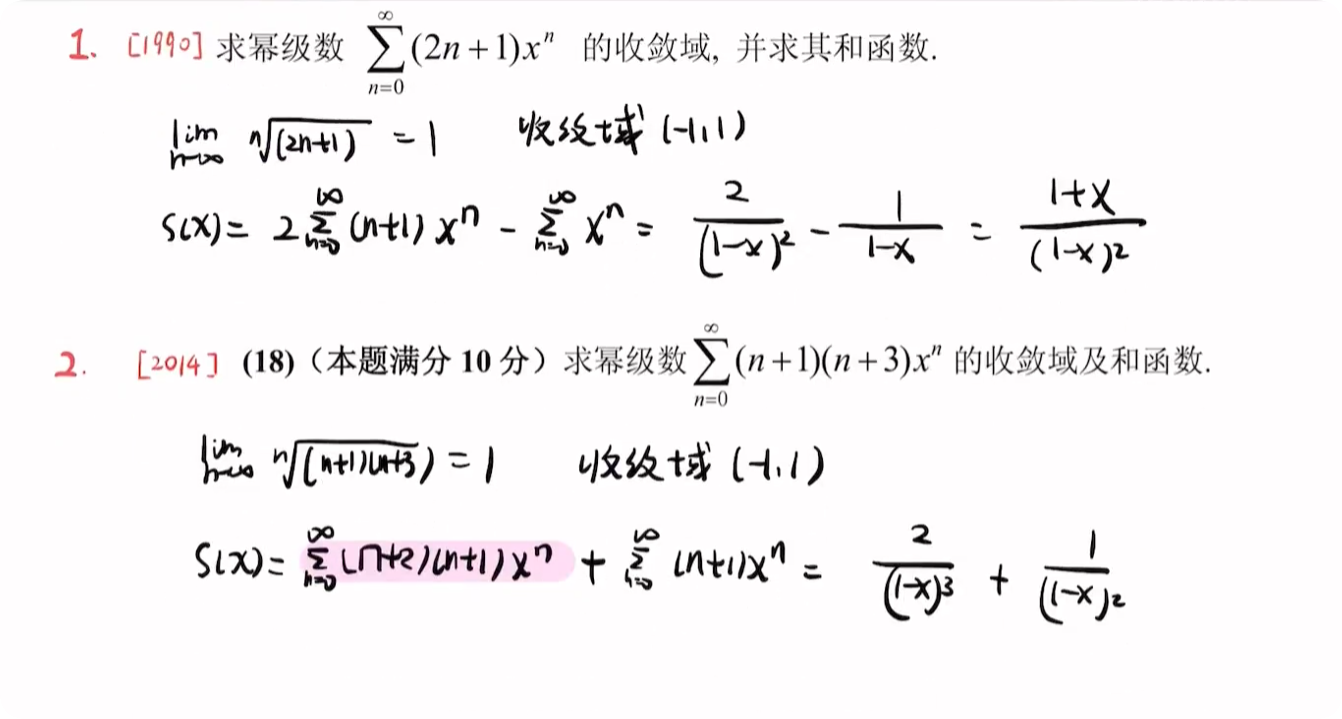 1. [1990] 求幂级数 $\sum_{n=0}^{\infty}(2n+1)x^n$ 的收敛域, 并求其和函数.
$\lim_{n\to\infty} \sqrt[n]{(2n+1)} = 1$ 收敛域 (-1,1)
$S(x) = 2\sum_{n=0}^{\infty}(n+1)x^n - \sum_{n=0}^{\infty}x^n = \frac{2}{(1-x)^2} - \frac{1}{1-x} = \frac{1+x}{(1-x)^2}$
2. [2014] (18)（本题满分 10 分）求幂级数 $\sum_{n=0}^{\infty}(n+1)(n+3)x^n$ 的收敛域及和函数.
$\lim_{n\to\infty} \sqrt[n]{(n+1)(n+3)} = 1$ 收敛域 (-1,1)
$S(x) = \sum_{n=0}^{\infty}(n+2)(n+1)x^n + \sum_{n=0}^{\infty}(n+1)x^n = \frac{2}{(1-x)^3} + \frac{1}{(1-x)^2}$